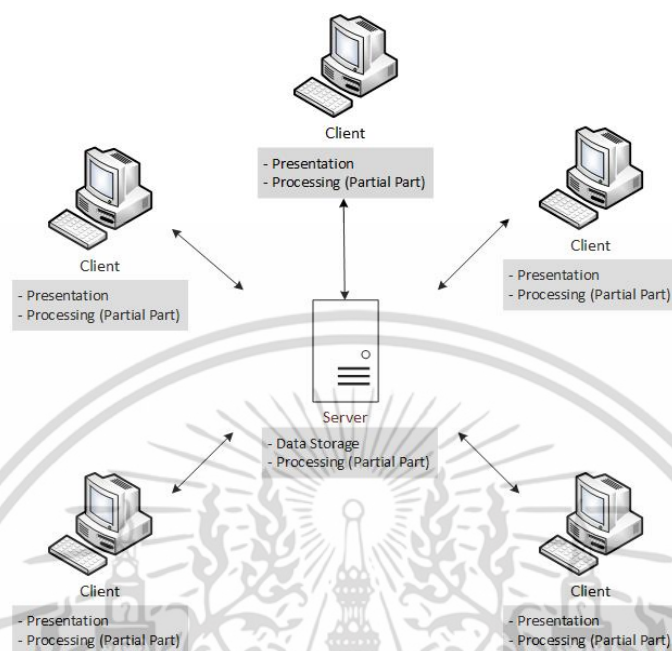 Client
- Presentation
- Processing (Partial Part)
Client
- Presentation
- Processing (Partial Part)
Client
- Presentation
- Processing (Partial Part)
Server
- Data Storage
- Processing (Partial Part)
Client
- Presentation
- Processing (Partial Part)
Client
- Presentation
- Processing (Partial Part)